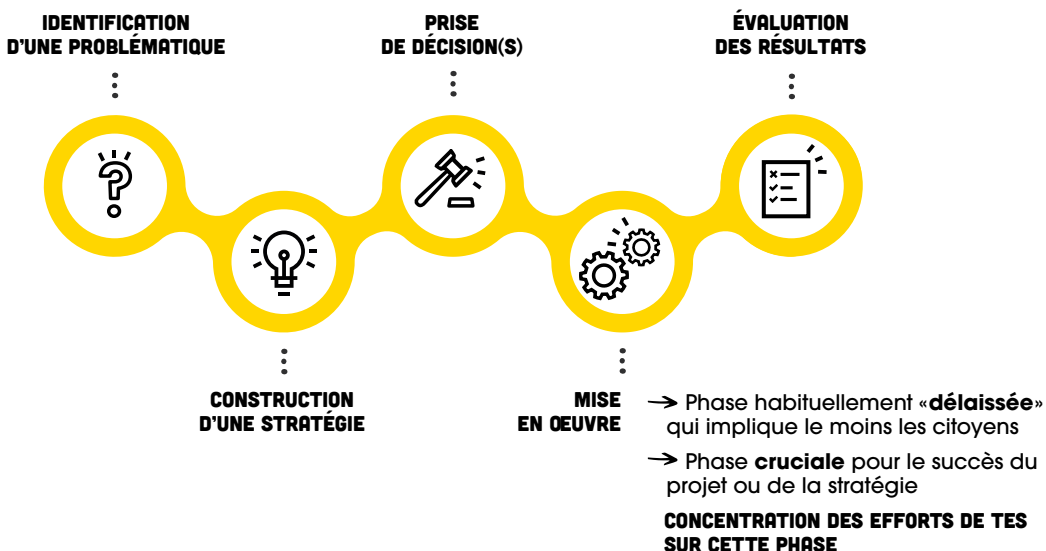 IDENTIFICATION
D'UNE PROBLÉMATIQUE
PRISE
DE DÉCISION(S)
ÉVALUATION
DES RÉSULTATS
CONSTRUCTION
D'UNE STRATÉGIE
MISE
EN ŒUVRE
→ Phase habituellement «délaissée»
qui implique le moins les citoyens
→ Phase cruciale pour le succès du
projet ou de la stratégie
CONCENTRATION DES EFFORTS DE TES
SUR CETTE PHASE